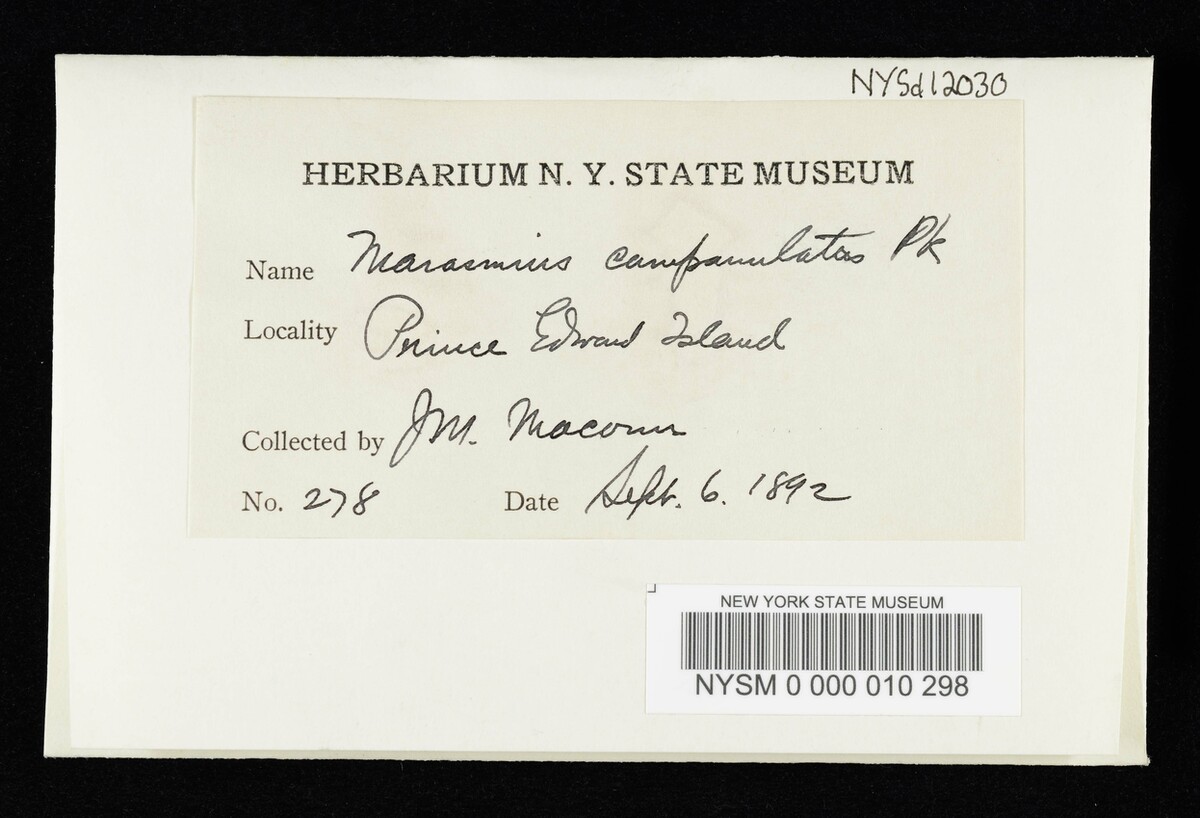 NYSd12030
HERBARIUM N. Y. STATE MUSEUM
Name Marasmius campanulatus Pk
Locality Prince Edward Island
Collected by J.M. Macoun
No. 278 Date Sept. 6. 1892
NEW YORK STATE MUSEUM
NYSM 0 000 010 298